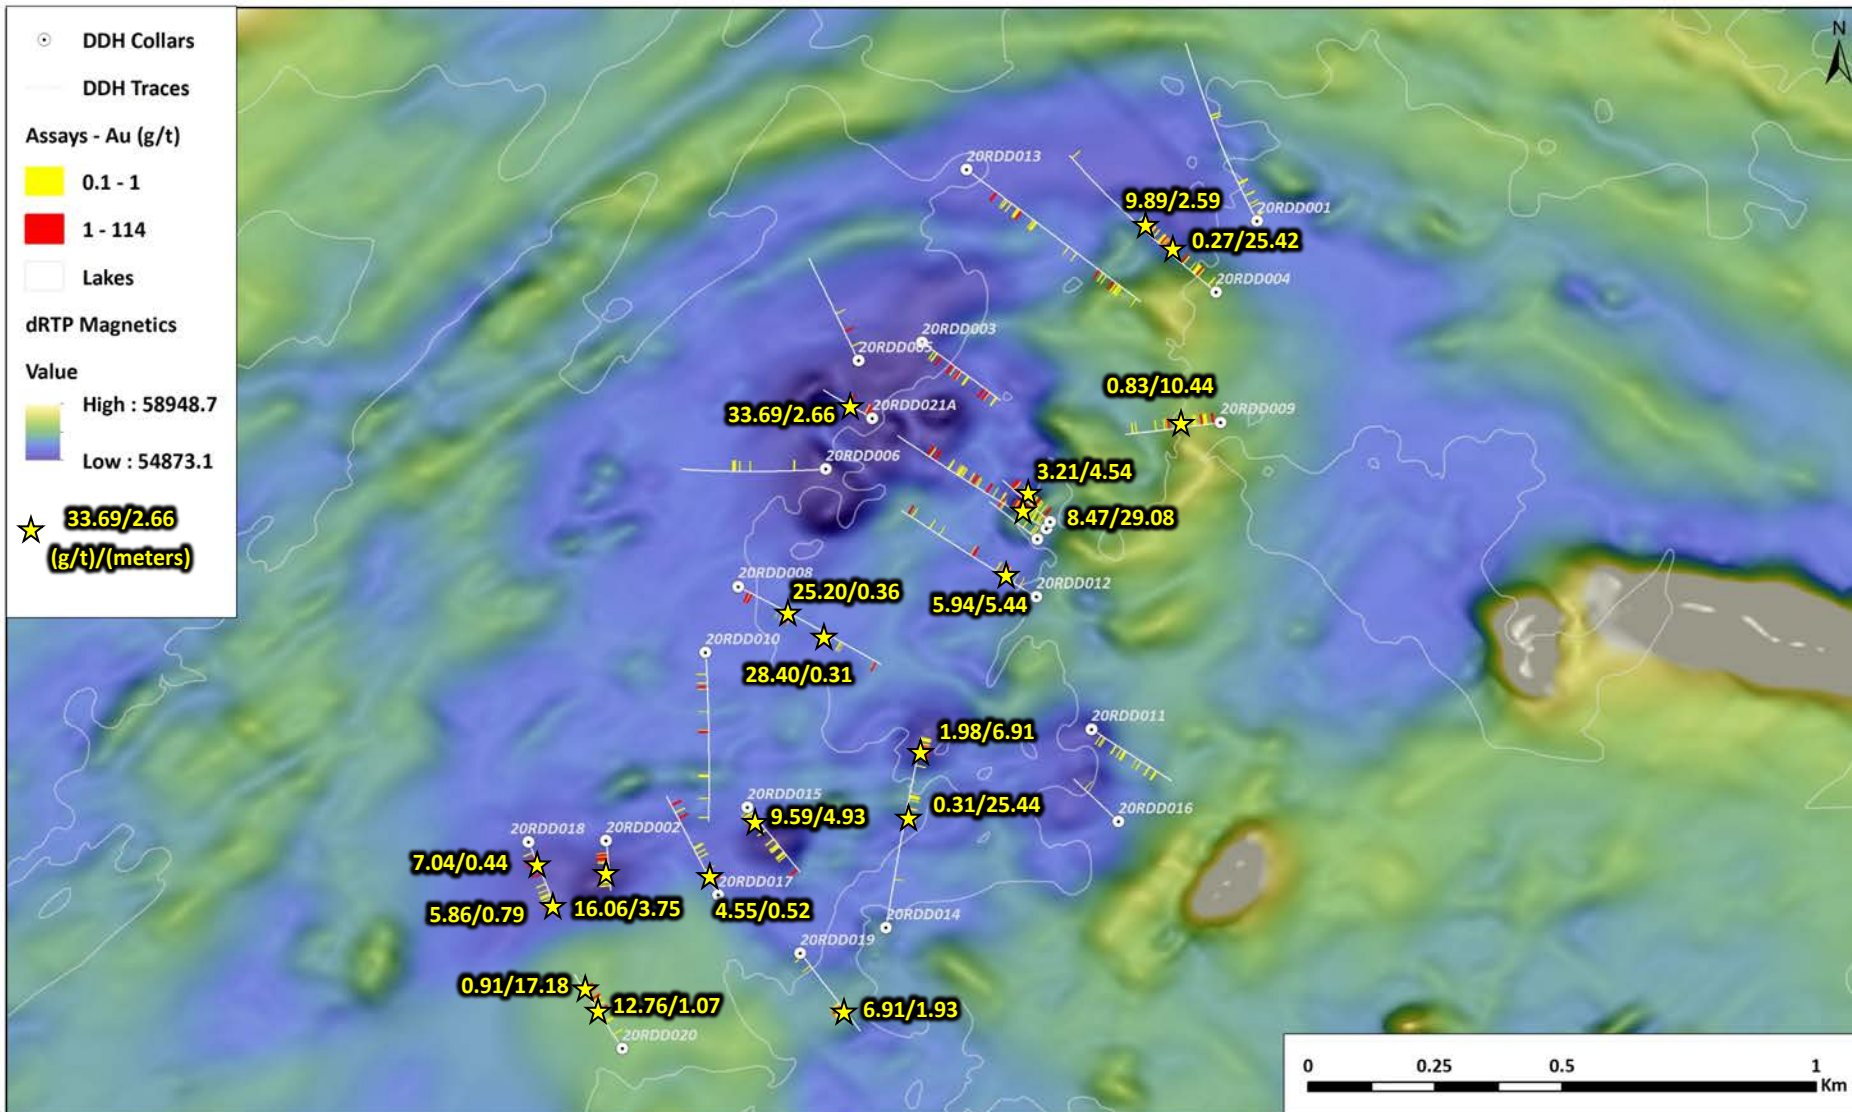 DDH Collars
DDH Traces
Assays - Au (g/t)
0.1 - 1
1 - 114
Lakes
dRTP Magnetics
Value
High : 58948.7
Low : 54873.1
33.69/2.66
(g/t)/(meters)
N
20RDD013
9.89/2.59
20RDD001
0.27/25.42
20RDD004
20RDD003
20RDD005
0.83/10.44
20RDD021A
33.69/2.66
20RDD009
20RDD006
3.21/4.54
8.47/29.08
20RDD008
25.20/0.36
20RDD012
5.94/5.44
20RDD010
28.40/0.31
20RDD011
1.98/6.91
20RDD015
0.31/25.44
20RDD016
9.59/4.93
20RDD018
20RDD002
7.04/0.44
20RDD017
5.86/0.79
16.06/3.75
4.55/0.52
20RDD014
20RDD019
0.91/17.18
12.76/1.07
6.91/1.93
20RDD020
0 0.25 0.5 1
Km